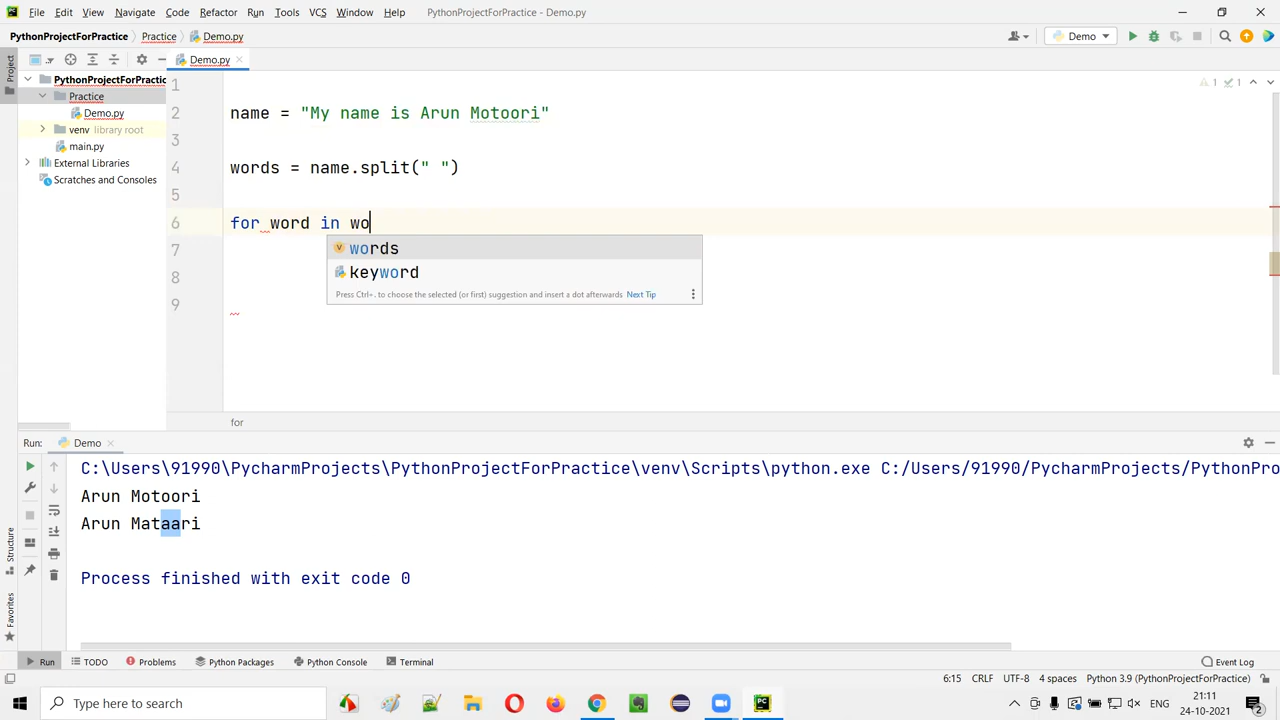 File Edit View Navigate Code Refactor Run Tools VCS Window Help PythonProjectForPractice - Demo.py
PythonProjectForPractice Practice Demo.py Demo
Project Demo.py
PythonProjectForPractic
Practice
Demo.py
venv library root
main.py
External Libraries
Scratches and Consoles
1
2 name = "My name is Arun Motoori"
3
4 words = name.split(" ")
5
6 for word in wo
7
8
9
words
keyword
Press Ctrl+. to choose the selected (or first) suggestion and insert a dot afterwards Next Tip
1 1
for
Run: Demo
C:\Users\91990\PycharmProjects\PythonProjectForPractice\venv\Scripts\python.exe C:/Users/91990/PycharmProjects/PythonPro
Arun Motoori
Arun Mataari
Process finished with exit code 0
Structure
Favorites
Run TODO Problems Python Packages Python Console Terminal Event Log
6:15 CRLF UTF-8 4 spaces Python 3.9 (PythonProjectForPractice)
Type here to search
ENG
21:11
24-10-2021
2